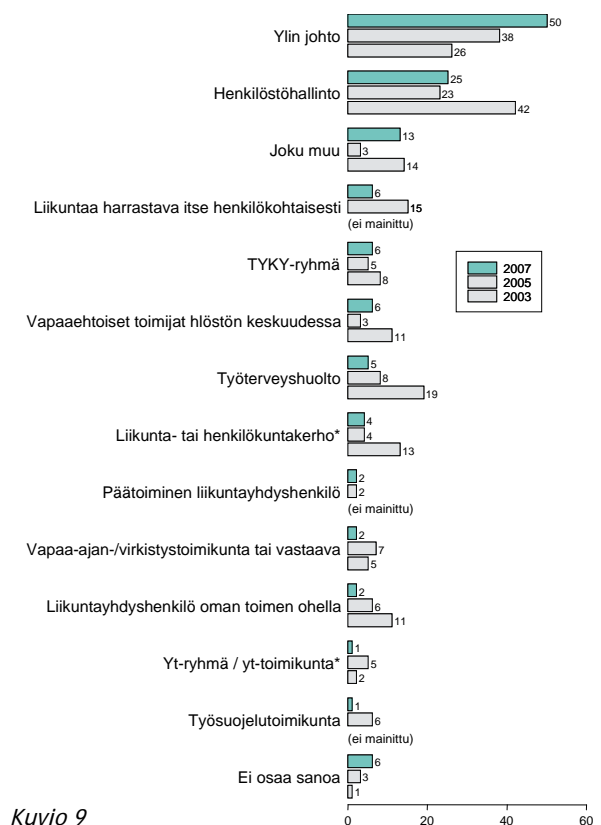 Ylin johto
50
38
26
Henkilöstöhallinto
25
23
42
Joku muu
13
3
14
Liikuntaa harrastava itse henkilökohtaisesti
6
15
(ei mainittu)
TYKY-ryhmä
6
5
8
2007
2005
2003
Vapaaehtoiset toimijat hlöstön keskuudessa
6
3
11
Työterveyshuolto
5
8
19
Liikunta- tai henkilökuntakerho*
4
4
13
Päätoiminen liikuntayhdyshenkilö
2
2
(ei mainittu)
Vapaa-ajan-/virkistystoimikunta tai vastaava
2
7
5
Liikuntayhdyshenkilö oman toimen ohella
2
6
11
Yt-ryhmä / yt-toimikunta*
1
5
2
Työsuojelutoimikunta
1
6
(ei mainittu)
Ei osaa sanoa
6
3
1
0 20 40 60
Kuvio 9